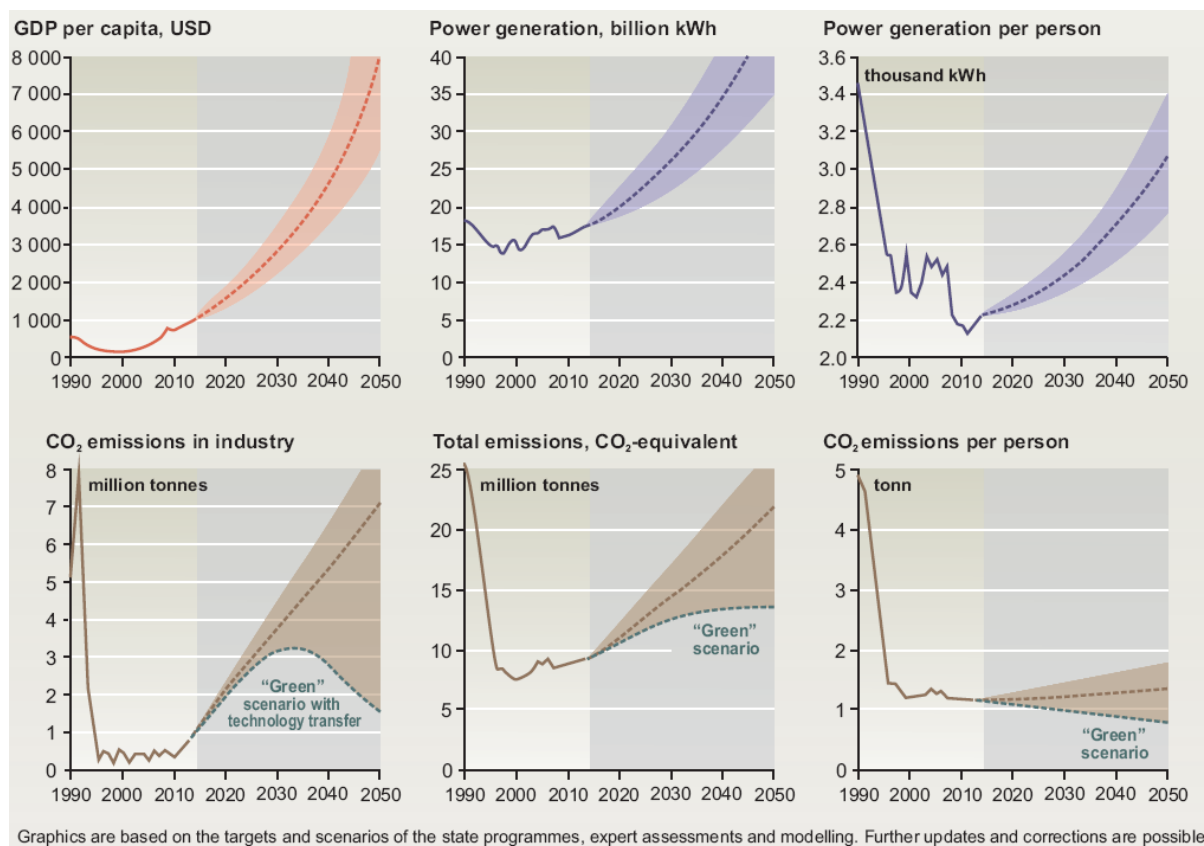 GDP per capita, USD
8 000
7 000
6 000
5 000
4 000
3 000
2 000
1 000
0
1990 2000 2010 2020 2030 2040 2050
Power generation, billion kWh
40
35
30
25
20
15
10
5
0
1990 2000 2010 2020 2030 2040 2050
Power generation per person
thousand kWh
3.6
3.4
3.2
3.0
2.8
2.6
2.4
2.2
2.0
1990 2000 2010 2020 2030 2040 2050
CO₂ emissions in industry
million tonnes
8
7
6
5
4
3
2
1
0
“Green”
scenario with
technology transfer
1990 2000 2010 2020 2030 2040 2050
Total emissions, CO₂-equivalent
million tonnes
25
20
15
10
5
0
“Green”
scenario
1990 2000 2010 2020 2030 2040 2050
CO₂ emissions per person
tonn
5
4
3
2
1
0
“Green”
scenario
1990 2000 2010 2020 2030 2040 2050
Graphics are based on the targets and scenarios of the state programmes, expert assessments and modelling. Further updates and corrections are possible